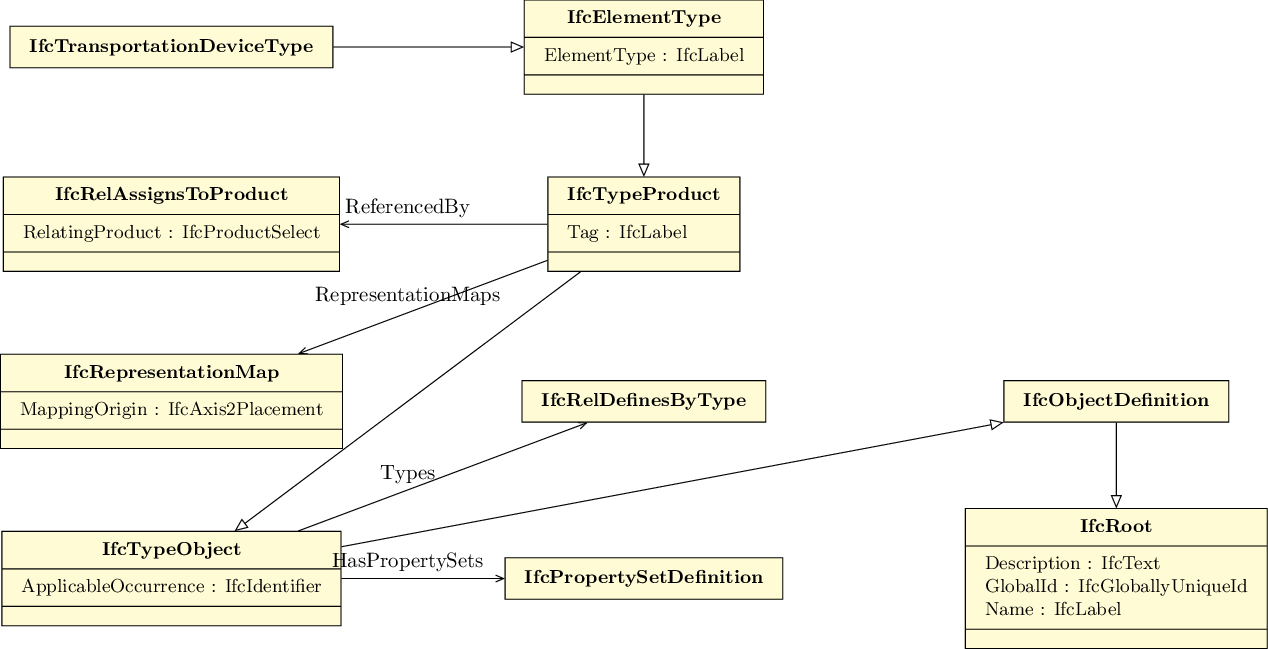 IfcTransportationDeviceType
IfcElementType
ElementType : IfcLabel
IfcRelAssignsToProduct
RelatingProduct : IfcProductSelect
ReferencedBy
IfcTypeProduct
Tag : IfcLabel
RepresentationMaps
IfcRepresentationMap
MappingOrigin : IfcAxis2Placement
IfcRelDefinesByType
IfcObjectDefinition
Types
IfcTypeObject
ApplicableOccurrence : IfcIdentifier
HasPropertySets
IfcPropertySetDefinition
IfcRoot
Description : IfcText
GlobalId : IfcGloballyUniqueId
Name : IfcLabel